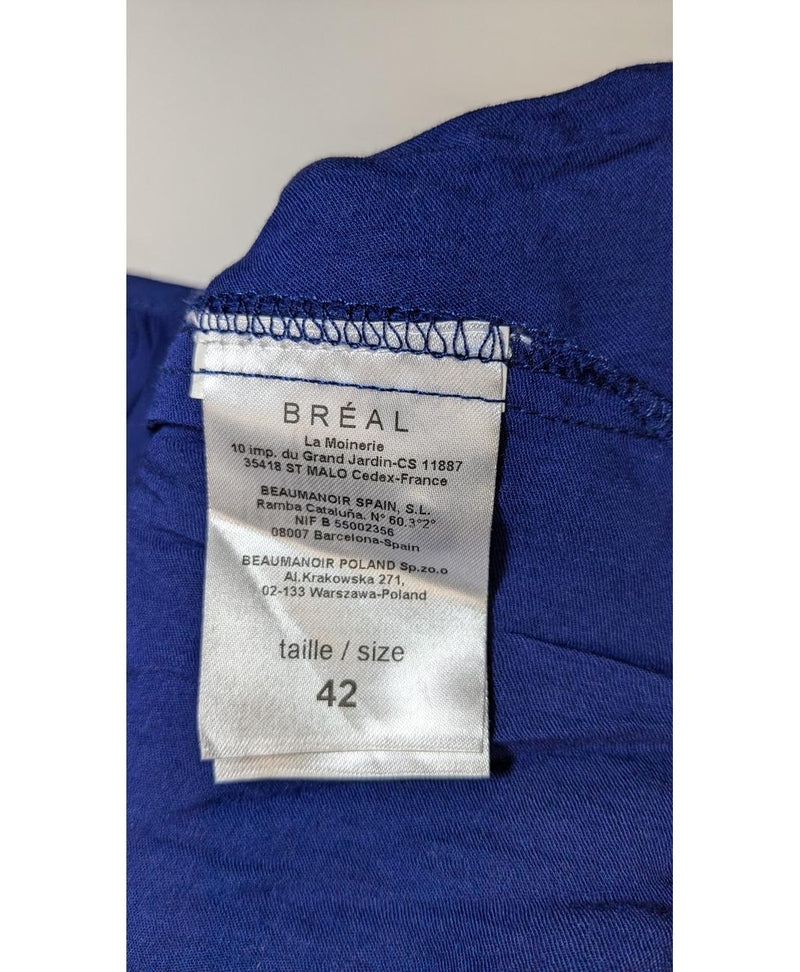 BRÉAL
La Moinerie
10 imp. du Grand Jardin-CS 11887
35418 ST MALO Cedex-France
BEAUMANOIR SPAIN, S.L.
Ramba Cataluña. N° 60.3°2°
NIF B 55002356
08007 Barcelona-Spain
BEAUMANOIR POLAND Sp.zo.o
Al.Krakowska 271,
02-133 Warszawa-Poland
taille / size
42